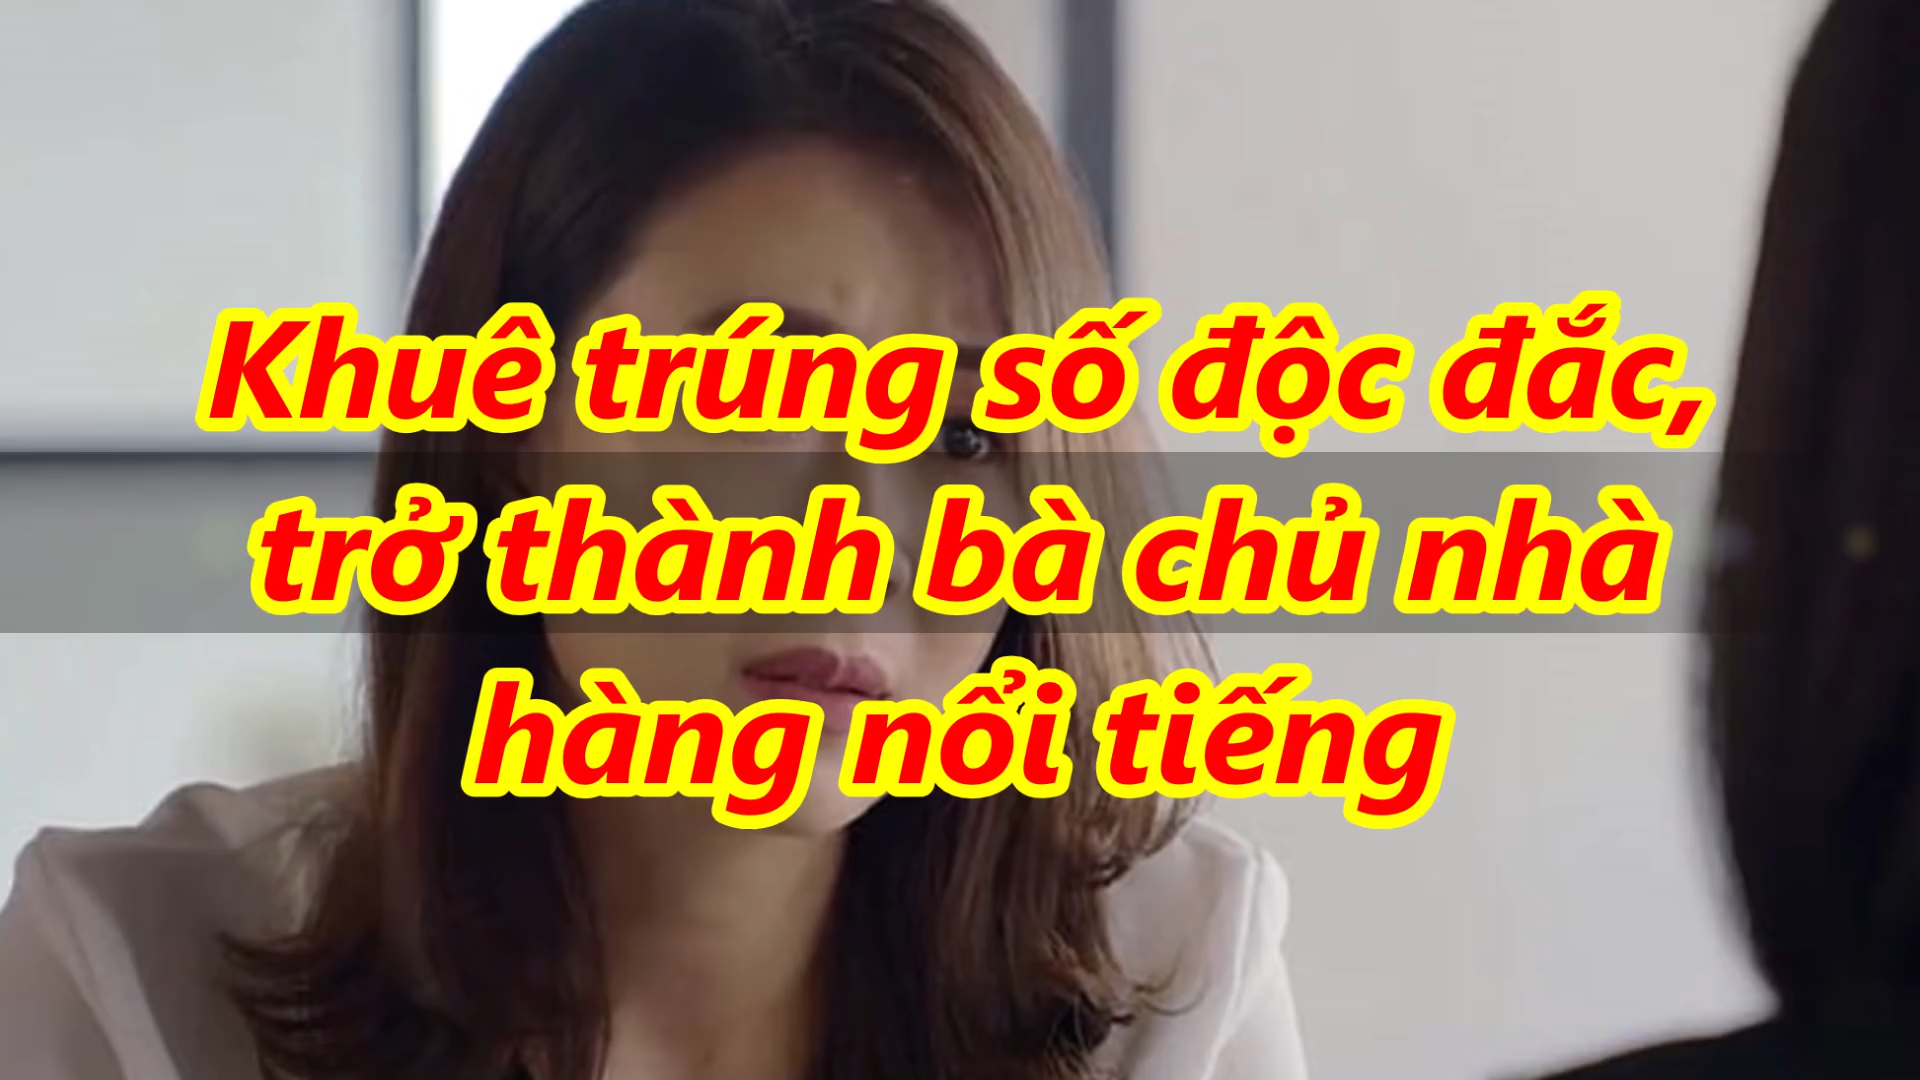 Khuê trúng số độc đắc,
trở thành bà chủ nhà
hàng nổi tiếng